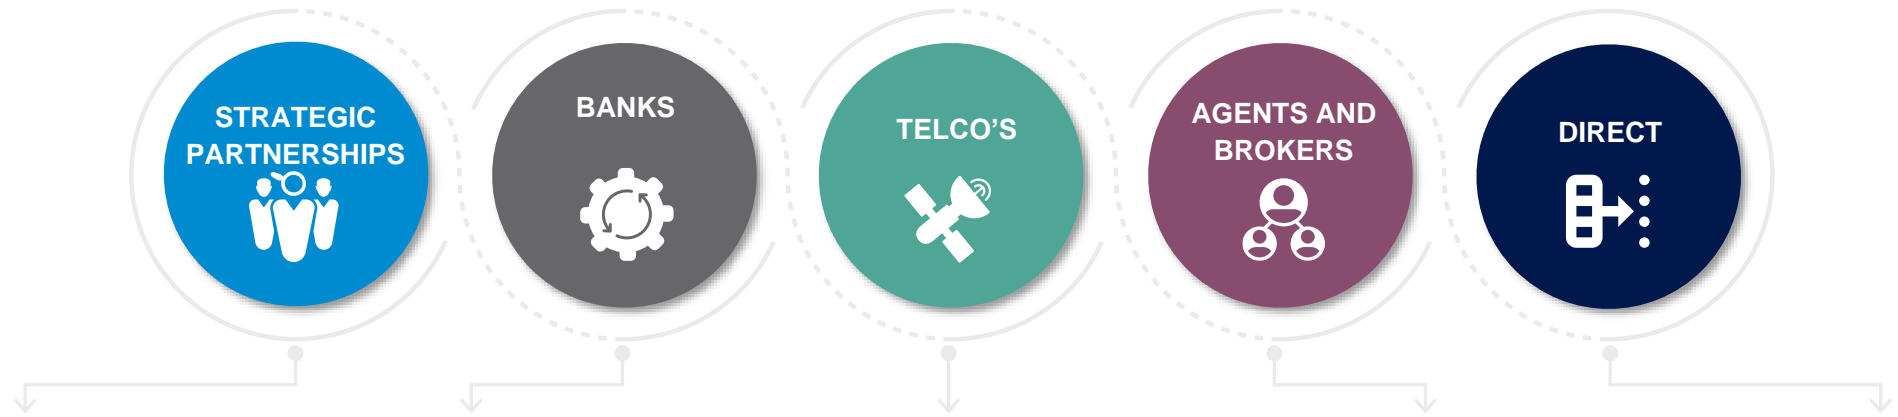 STRATEGIC
PARTNERSHIPS
BANKS
TELCO’S
AGENTS AND
BROKERS
DIRECT